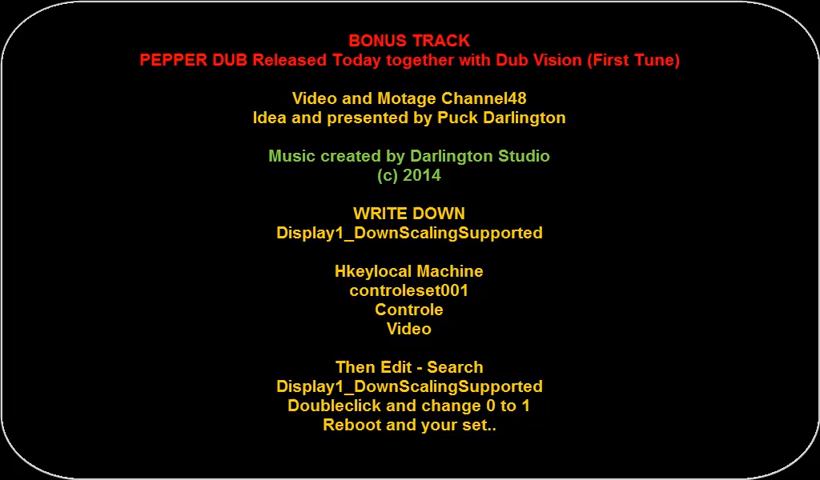 BONUS TRACK
PEPPER DUB Released Today together with Dub Vision (First Tune)
Video and Motage Channel48
Idea and presented by Puck Darlington
Music created by Darlington Studio
(c) 2014
WRITE DOWN
Display1_DownScalingSupported
Hkeylocal Machine
controleset001
Controle
Video
Then Edit - Search
Display1_DownScalingSupported
Doubleclick and change 0 to 1
Reboot and your set..